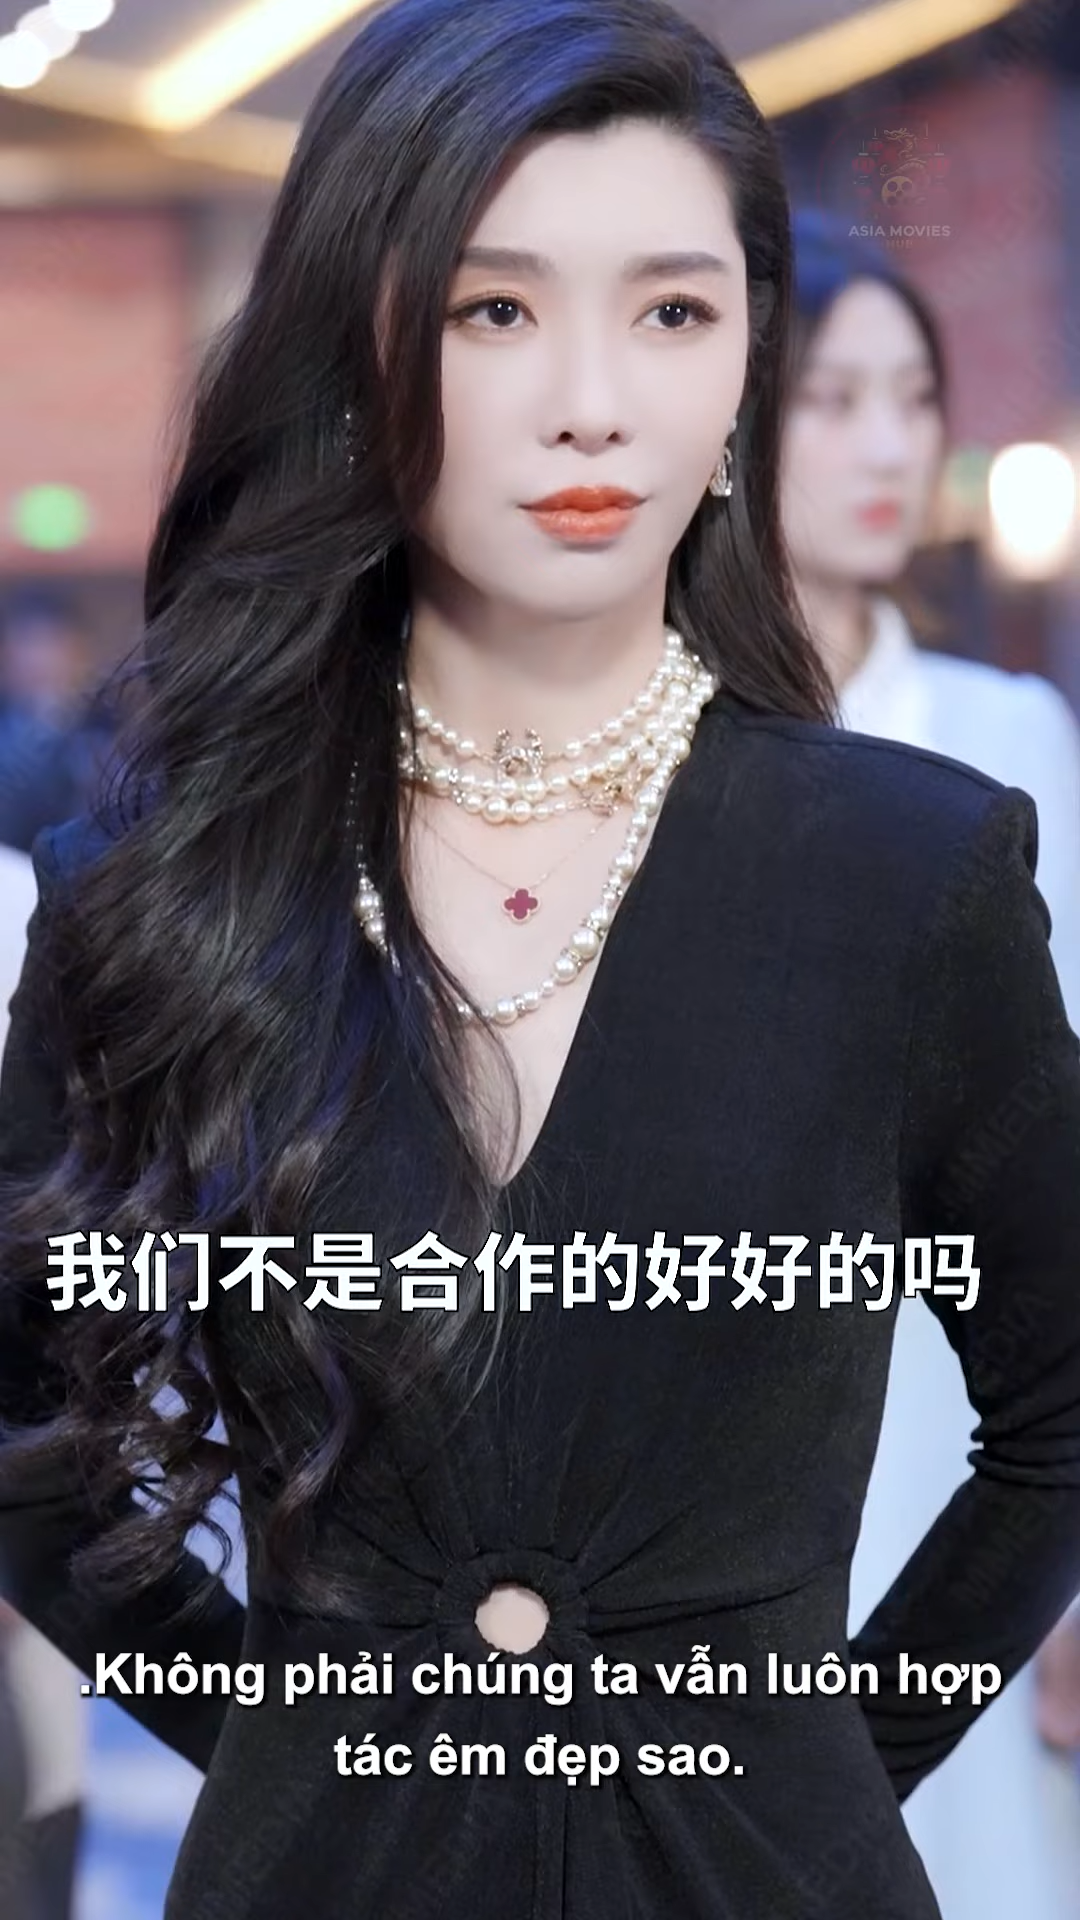 ASIA MOVIES
HUB
我们不是合作的好好的吗
.Không phải chúng ta vẫn luôn hợp
tác êm đẹp sao.